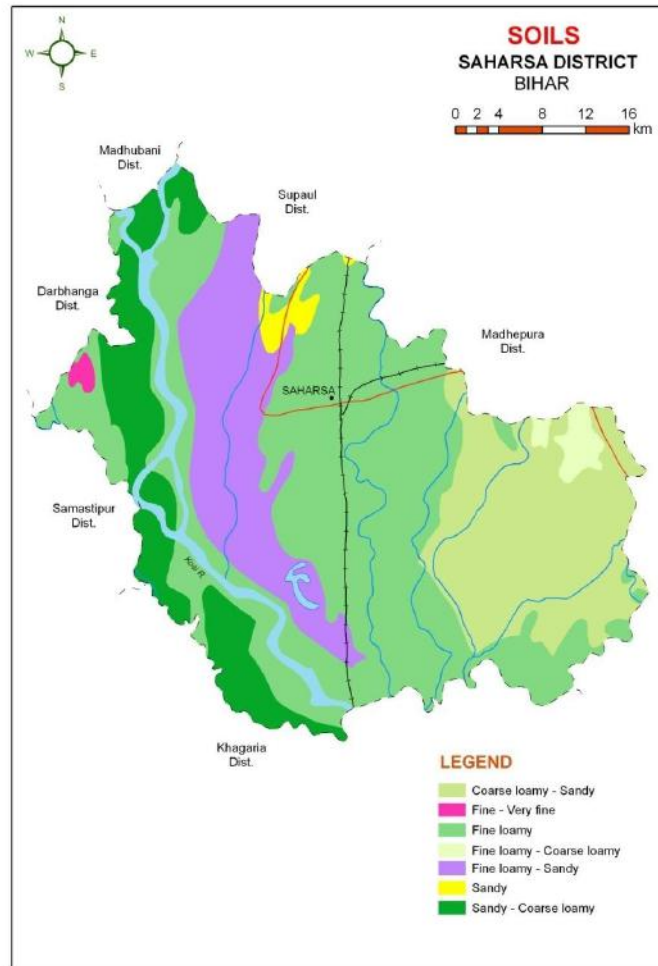 N
W E
S
SOILS
SAHARSA DISTRICT
BIHAR
0 2 4 8 12 16
km
Madhubani
Dist.
Supaul
Dist.
Darbhanga
Dist.
Madhepura
Dist.
SAHARSA
Samastipur
Dist.
Kosi R.
Khagaria
Dist.
LEGEND
Coarse loamy - Sandy
Fine - Very fine
Fine loamy
Fine loamy - Coarse loamy
Fine loamy - Sandy
Sandy
Sandy - Coarse loamy